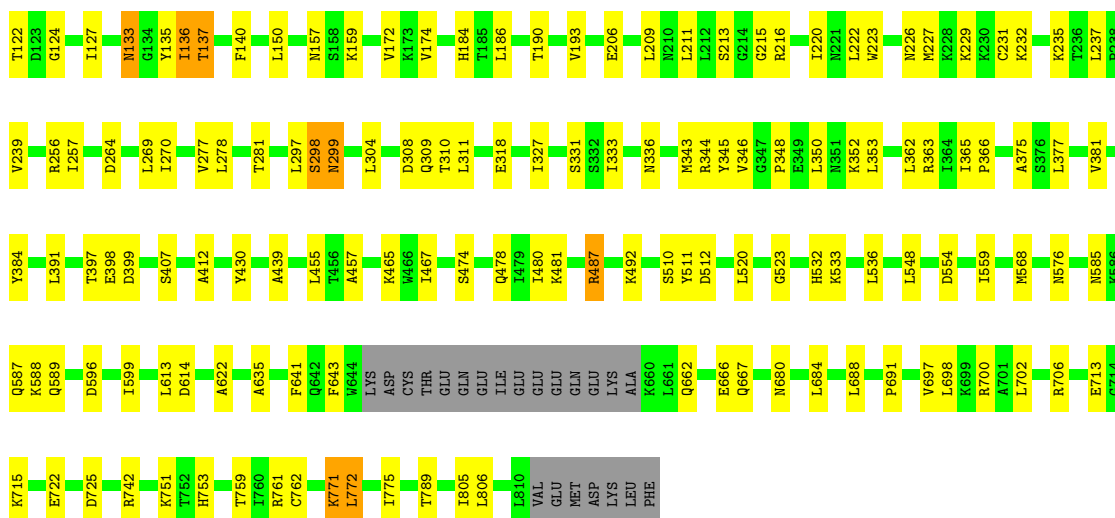 T122 D123 G124 I127 N133 G134 Y135 I136 T137 F140 L150 N157 S158 K159 V172 K173 V174 H184 T185 L186 T190 V193 E206 L209 N210 L211 L212 S213 G214 G215 R216 I220 N221 L222 W223 N226 M227 K228 K229 K230 C231 K232 K235 T236 L237
V239 R256 I257 D264 L269 I270 V277 L278 T281 L297 S298 N299 L304 D308 Q309 T310 L311 E318 I327 S331 S332 I333 N336 M343 R344 Y345 V346 G347 P348 E349 L350 N351 K352 L353 L362 R363 I364 I365 P366 A375 S376 L377 V381
Y384 L391 T397 E398 D399 S407 A412 Y430 A439 L455 T456 A457 K465 W466 I467 S474 Q478 I479 I480 K481 R487 K492 S510 Y511 D512 L520 G523 H532 K533 L536 L548 D554 I559 M568 N576 N585 K586
Q587 K588 Q589 D596 I599 L613 D614 A622 A635 F641 Q642 F643 W644 LYS ASP CYS THR GLU GLN GLU ILE GLU GLU GLU GLN GLU LYS ALA K660 L661 Q662 E666 Q667 N680 L684 L688 P691 V697 L698 K699 R700 A701 L702 R706 E713 G714
K715 E722 D725 R742 K751 T752 H753 T759 I760 R761 C762 K771 L772 I775 T789 I805 L806 L810 VAL GLU MET ASP LYS LEU PHE